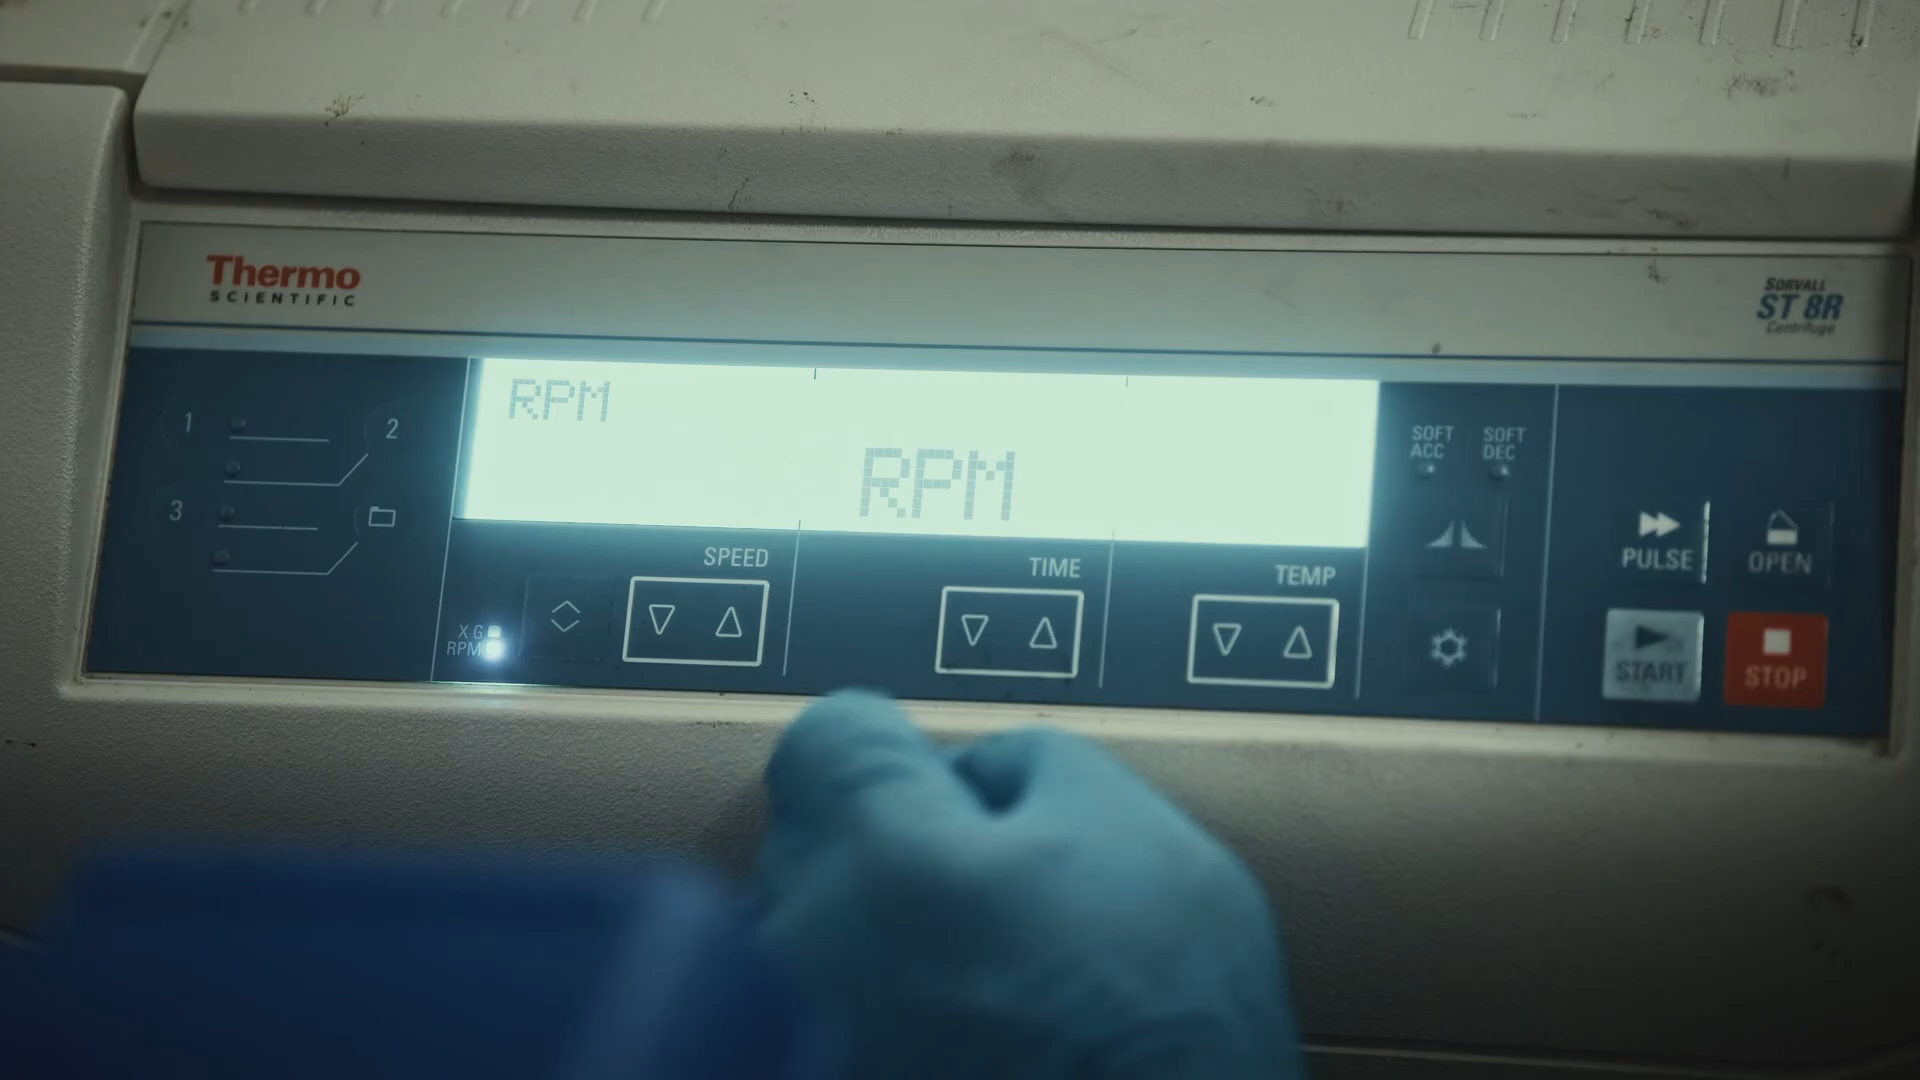 Thermo
SCIENTIFIC
SORVALL
ST 8R
Centrifuge
RPM
RPM
1
2
3
SOFT
ACC
SOFT
DEC
SPEED
TIME
TEMP
X G
RPM
PULSE
OPEN
START
STOP